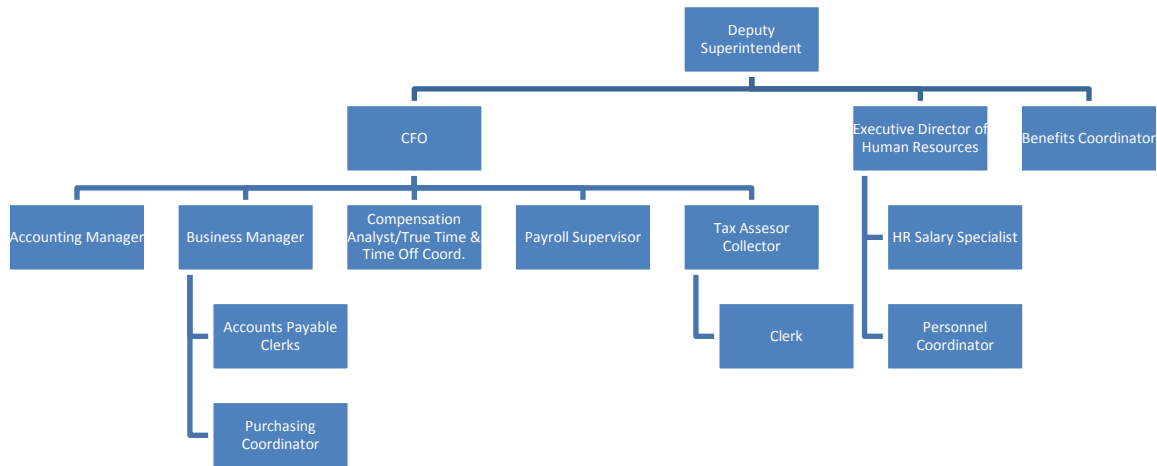 Deputy
Superintendent
CFO
Executive Director of
Human Resources
Benefits Coordinator
Accounting Manager
Business Manager
Compensation
Analyst/True Time &
Time Off Coord.
Payroll Supervisor
Tax Assesor
Collector
HR Salary Specialist
Accounts Payable
Clerks
Clerk
Personnel
Coordinator
Purchasing
Coordinator